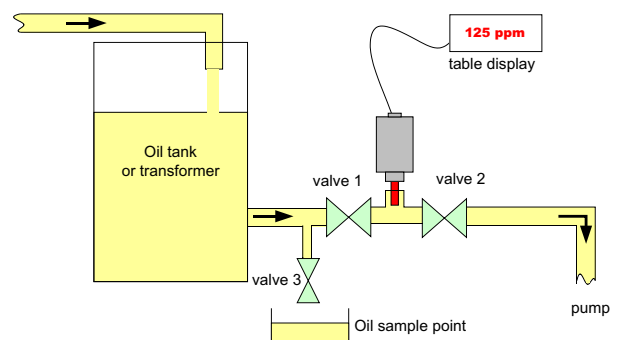 125 ppm
table display
Oil tank
or transformer
valve 1
valve 2
valve 3
pump
Oil sample point